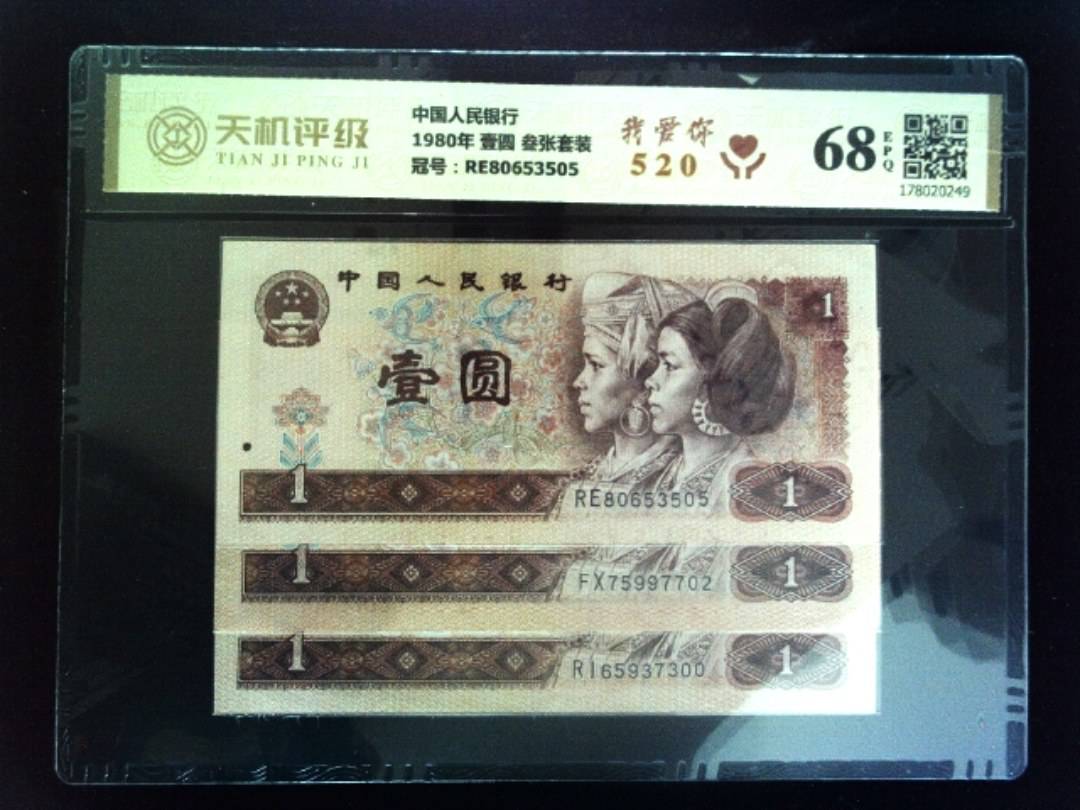 天机评级
TIAN JI PING JI
中国人民银行
1980年 壹圆 叁张套装
冠号：RE80653505
我爱你
520
68 EPQ
178020249
中国人民银行
1
壹圆
1 RE80653505 1
1 FX75997702 1
1 RI65937300 1